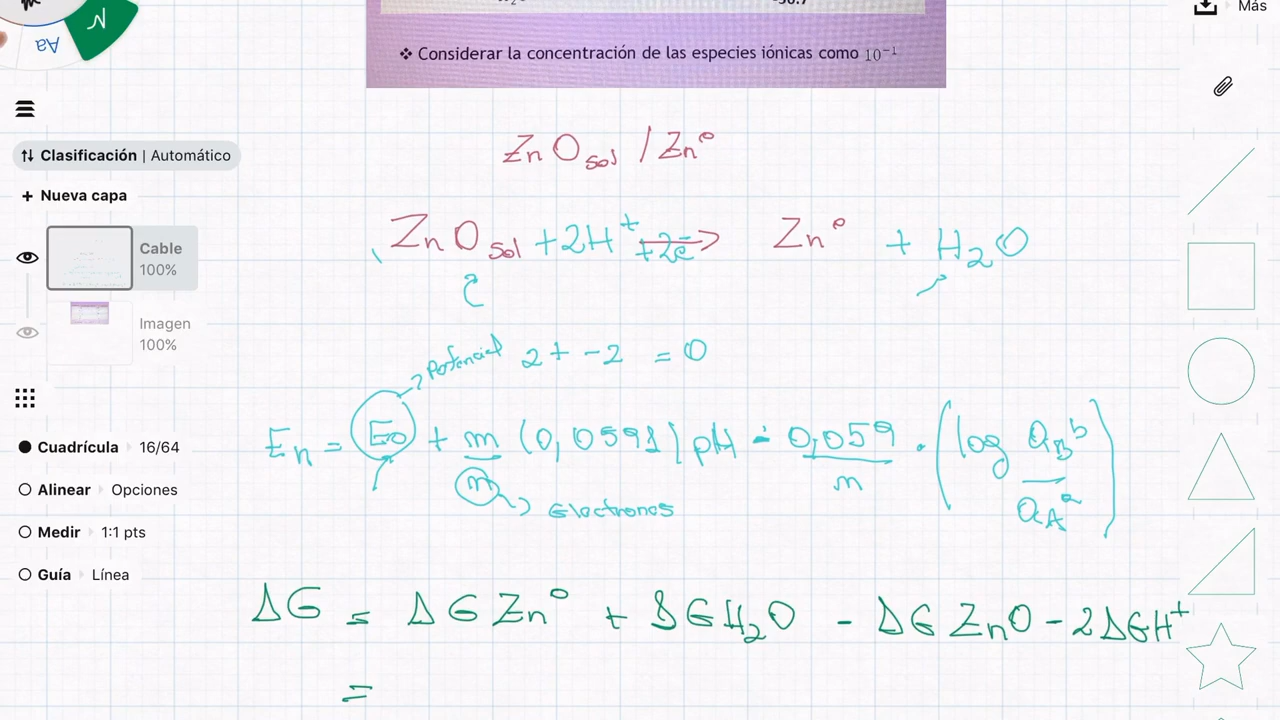 Más
Aa
❖ Considerar la concentración de las especies iónicas como 10⁻¹
Clasificación | Automático
+ Nueva capa
Cable
100%
Imagen
100%
Cuadrícula 16/64
Alinear Opciones
Medir 1:1 pts
Guía Línea
ZnO sol / Zn°
ZnO sol + 2H⁺ +2e⁻ → Zn° + H₂O
Potencial 2+ -2 = 0
En = E₀ + m/n (0,0591) pH - 0,059/n · (log a_B^b / a_A^a)
Electrones
ΔG = ΔG Zn° + ΔG H₂O - ΔG ZnO - 2ΔGH⁺
=